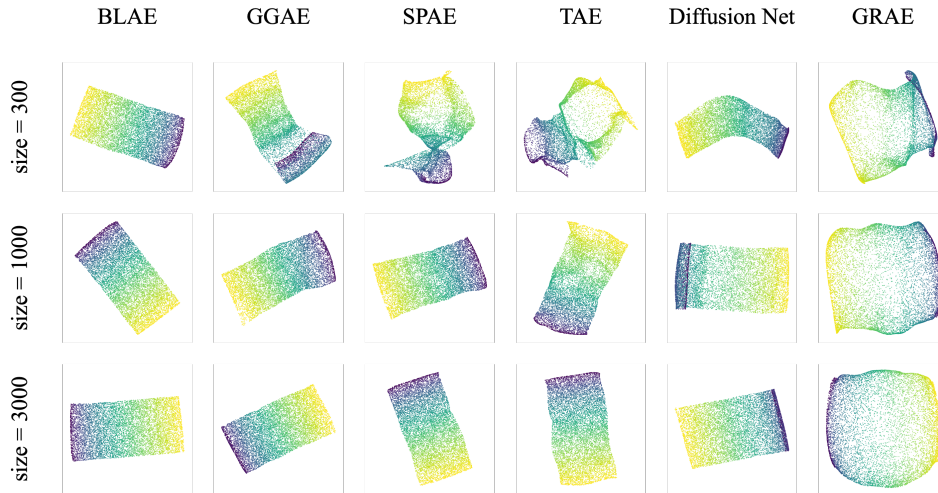 BLAE GGAE SPAE TAE Diffusion Net GRAE
size = 300
size = 1000
size = 3000